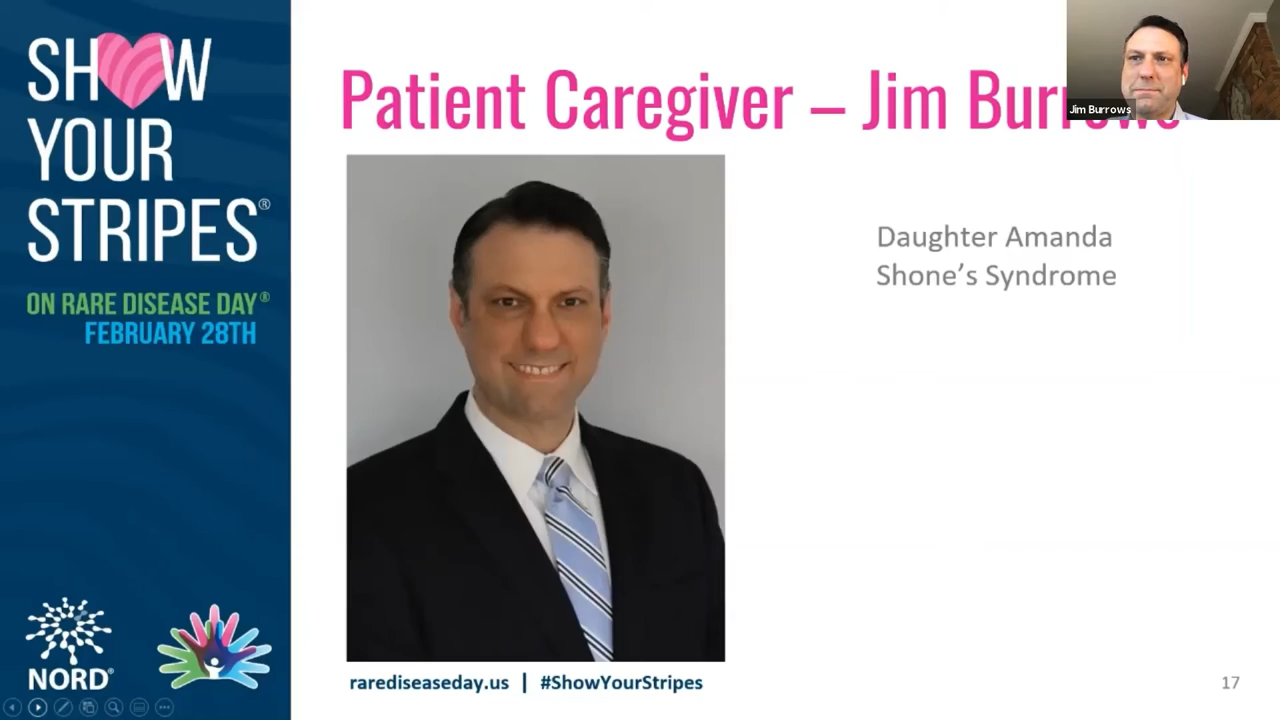 SHOW
YOUR
STRIPES®
ON RARE DISEASE DAY®
FEBRUARY 28TH
NORD®
Patient Caregiver – Jim Burrows
Jim Burrows
Daughter Amanda
Shone's Syndrome
rarediseaseday.us | #ShowYourStripes
17